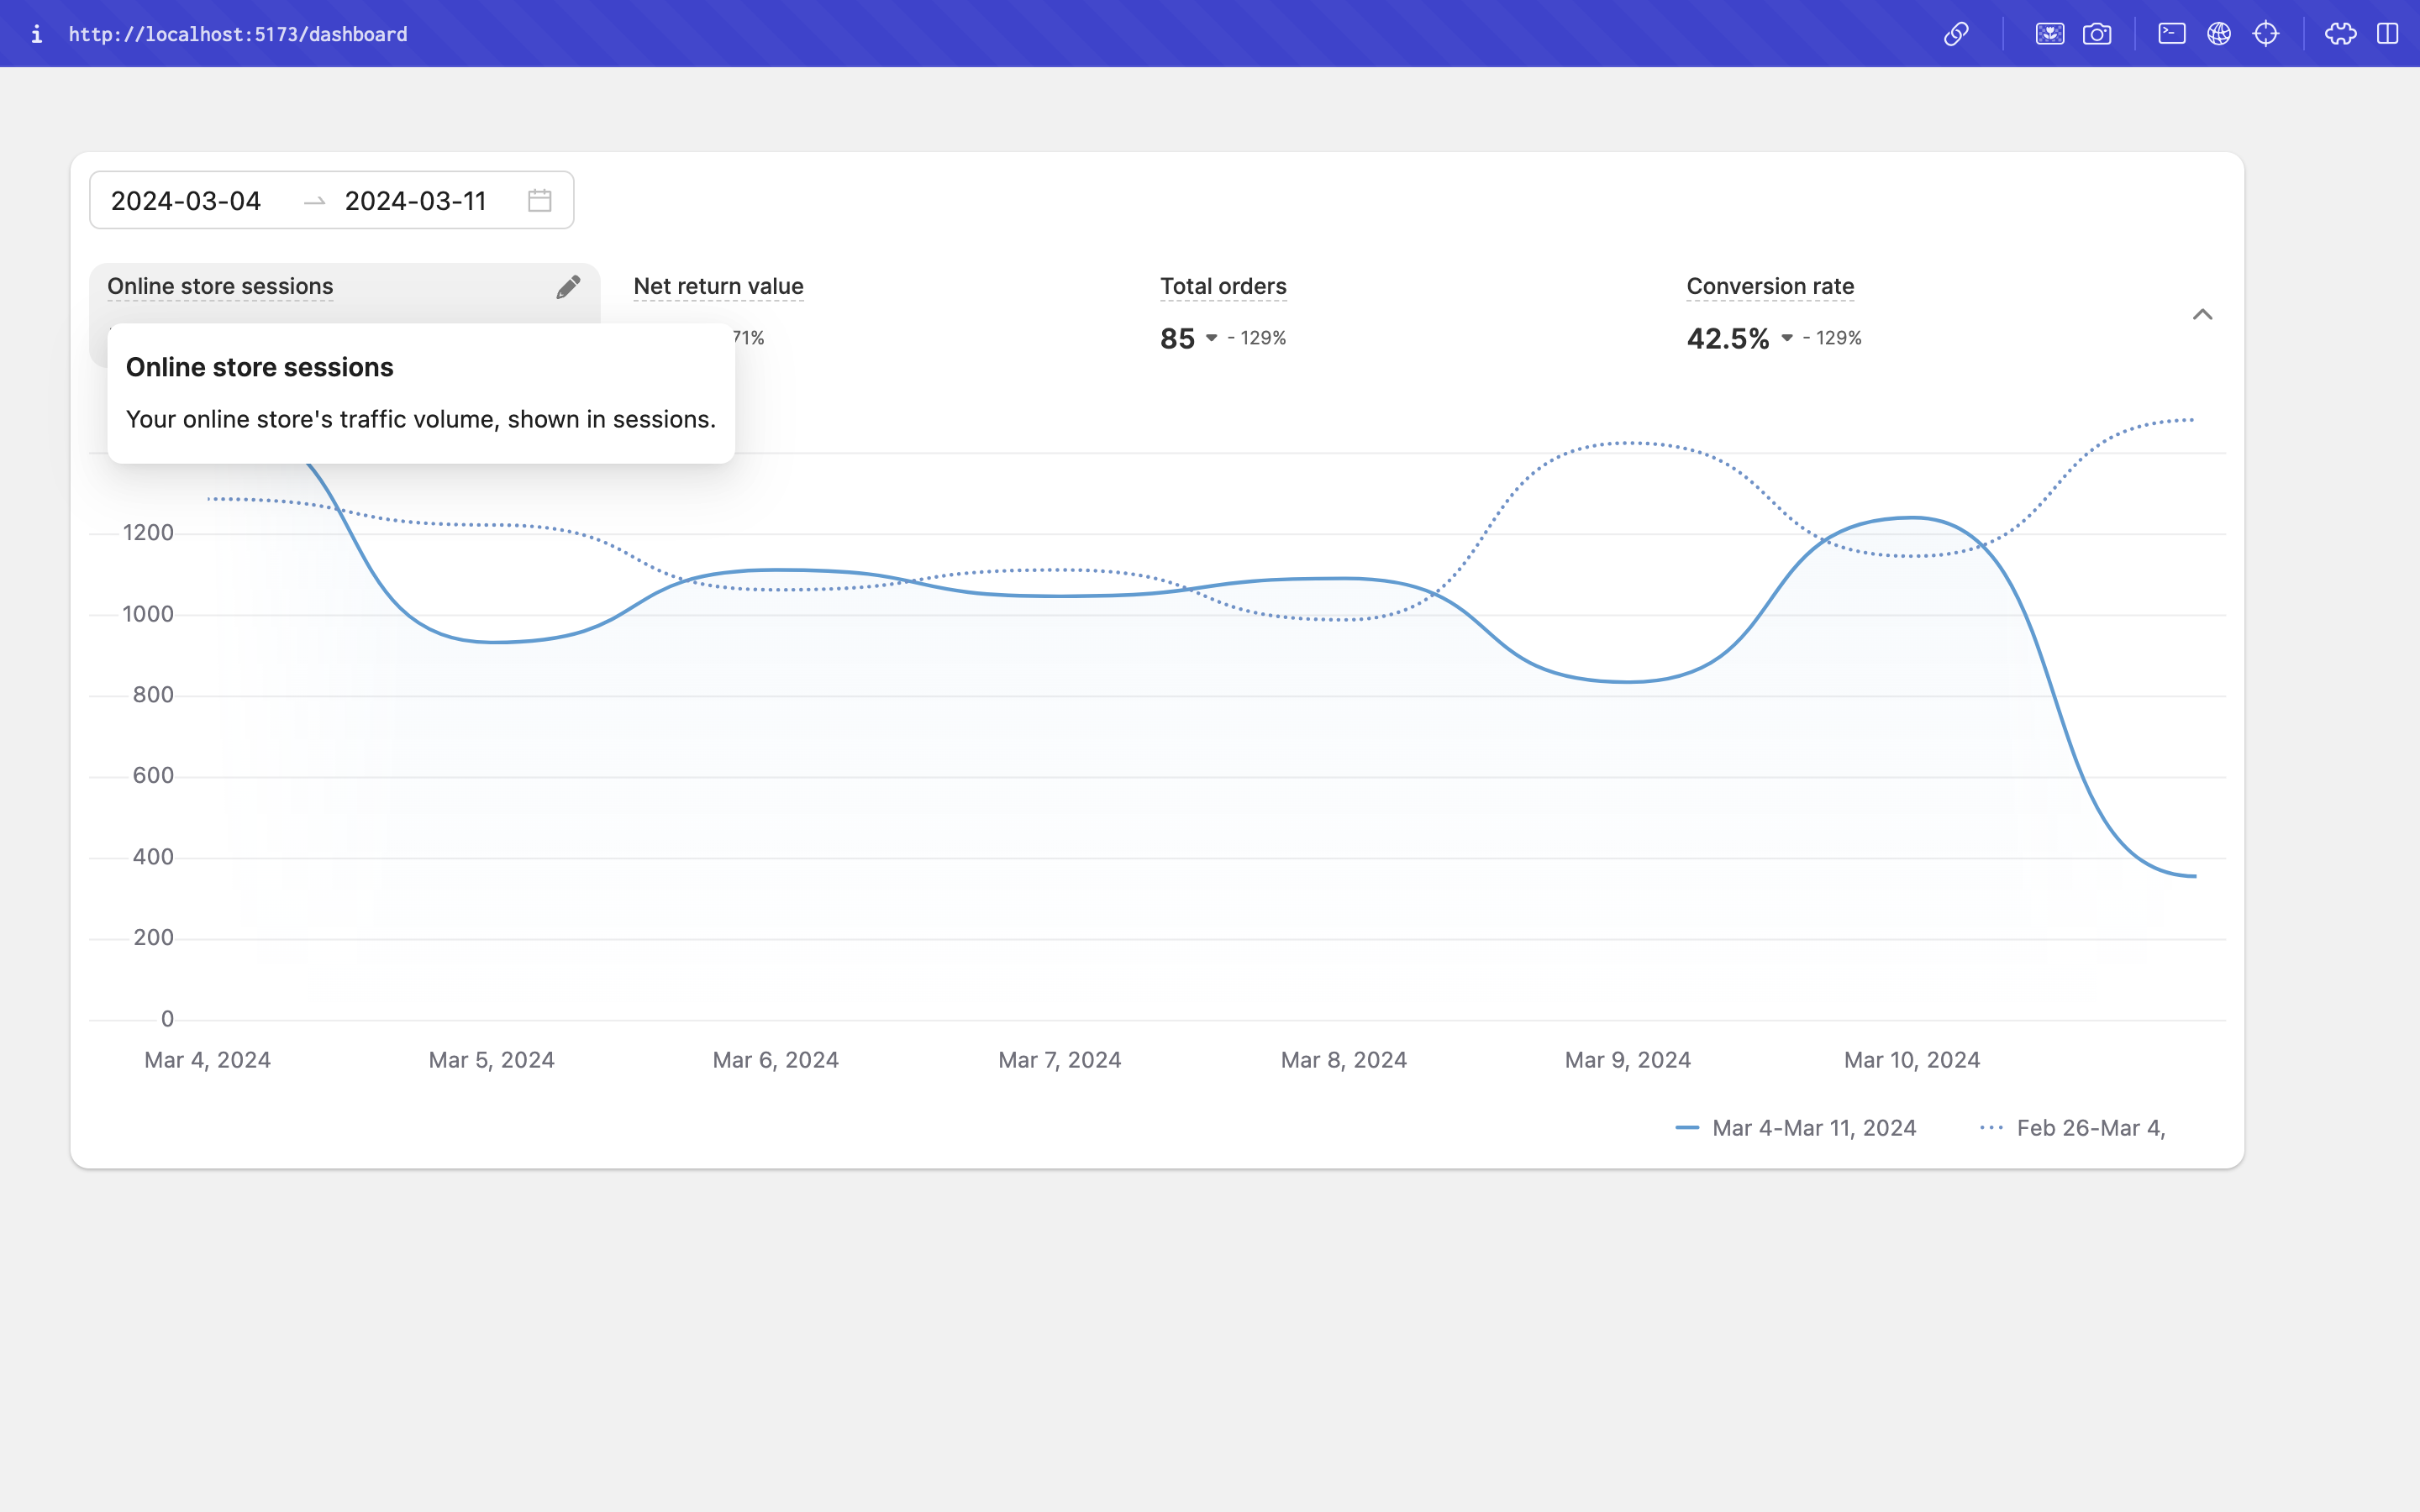 http://localhost:5173/dashboard
2024-03-04 → 2024-03-11
Online store sessions
Net return value
Total orders
Conversion rate
71%
85 - 129%
42.5% - 129%
Online store sessions
Your online store's traffic volume, shown in sessions.
1200
1000
800
600
400
200
0
Mar 4, 2024
Mar 5, 2024
Mar 6, 2024
Mar 7, 2024
Mar 8, 2024
Mar 9, 2024
Mar 10, 2024
Mar 4-Mar 11, 2024
Feb 26-Mar 4,